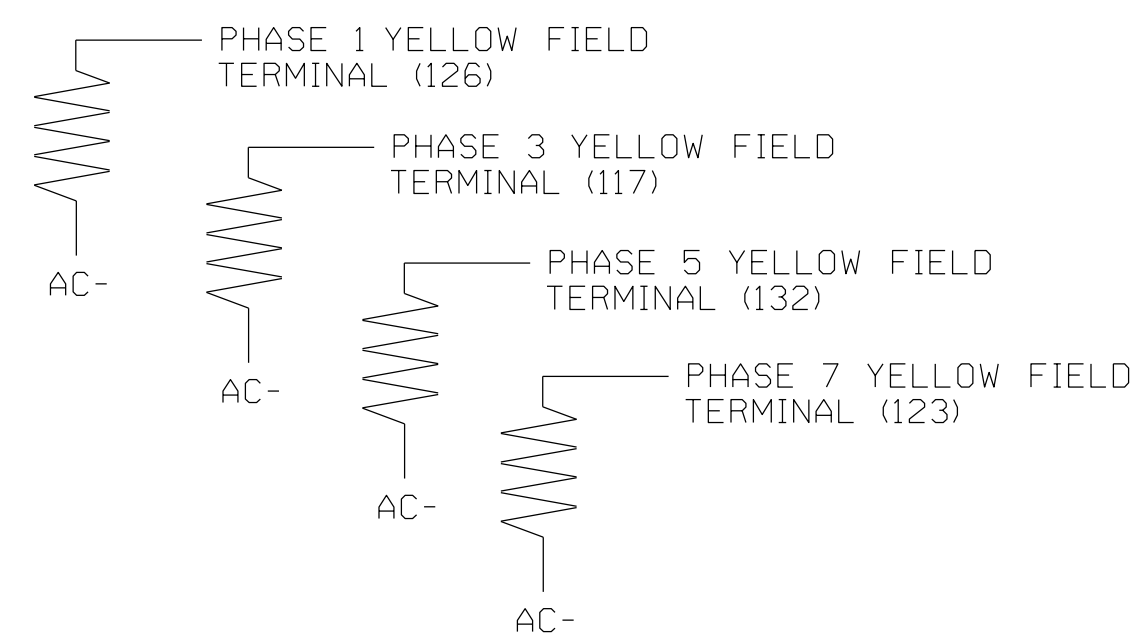 PHASE 1 YELLOW FIELD
TERMINAL (126)
PHASE 3 YELLOW FIELD
TERMINAL (117)
AC-
PHASE 5 YELLOW FIELD
TERMINAL (132)
AC-
PHASE 7 YELLOW FIELD
TERMINAL (123)
AC-
AC-